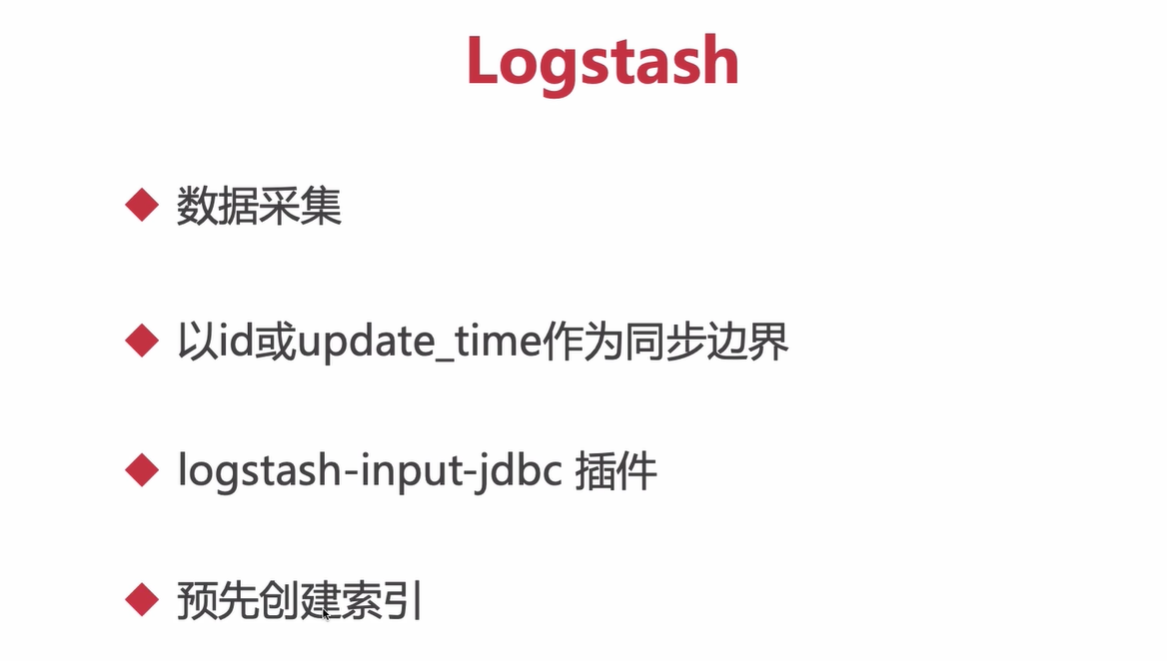 Logstash
数据采集
以id或update_time作为同步边界
logstash-input-jdbc 插件
预先创建索引